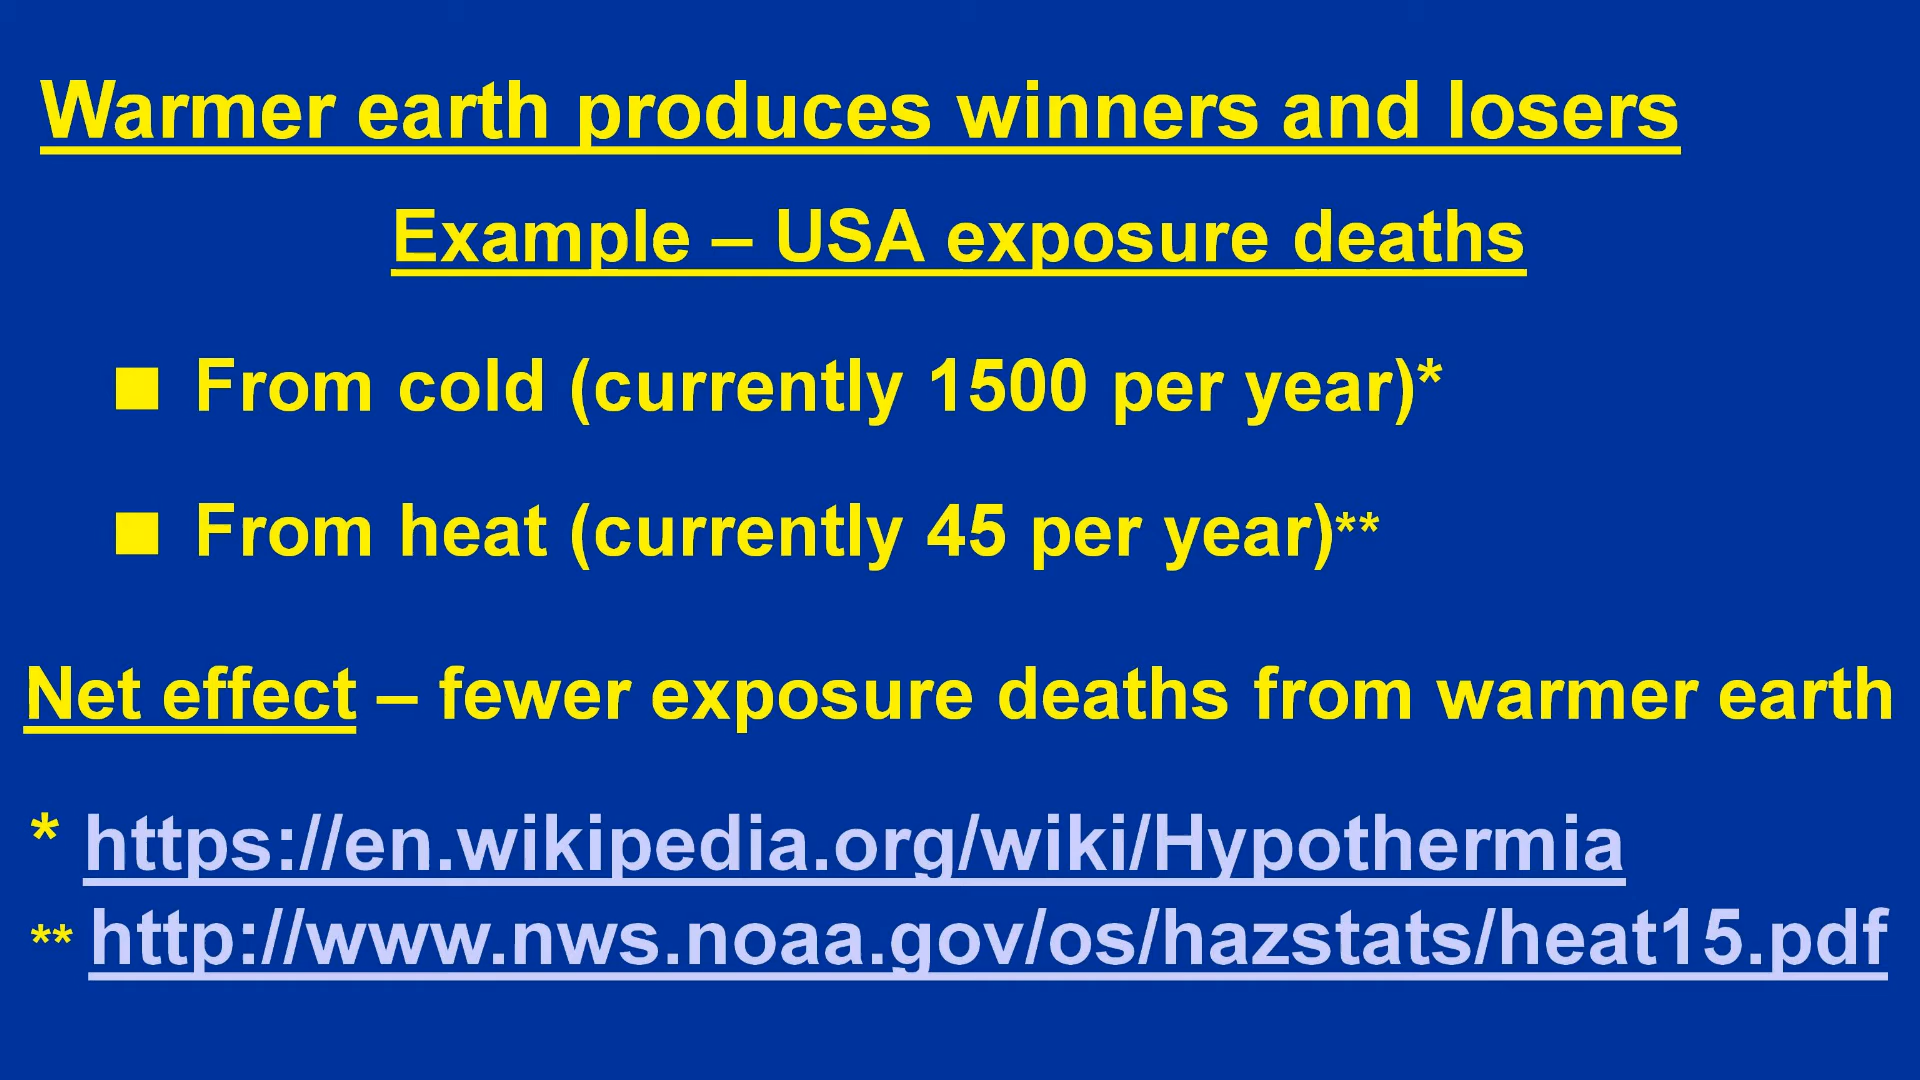 Warmer earth produces winners and losers
Example – USA exposure deaths
■ From cold (currently 1500 per year)*
■ From heat (currently 45 per year)**
Net effect – fewer exposure deaths from warmer earth
* https://en.wikipedia.org/wiki/Hypothermia
** http://www.nws.noaa.gov/os/hazstats/heat15.pdf